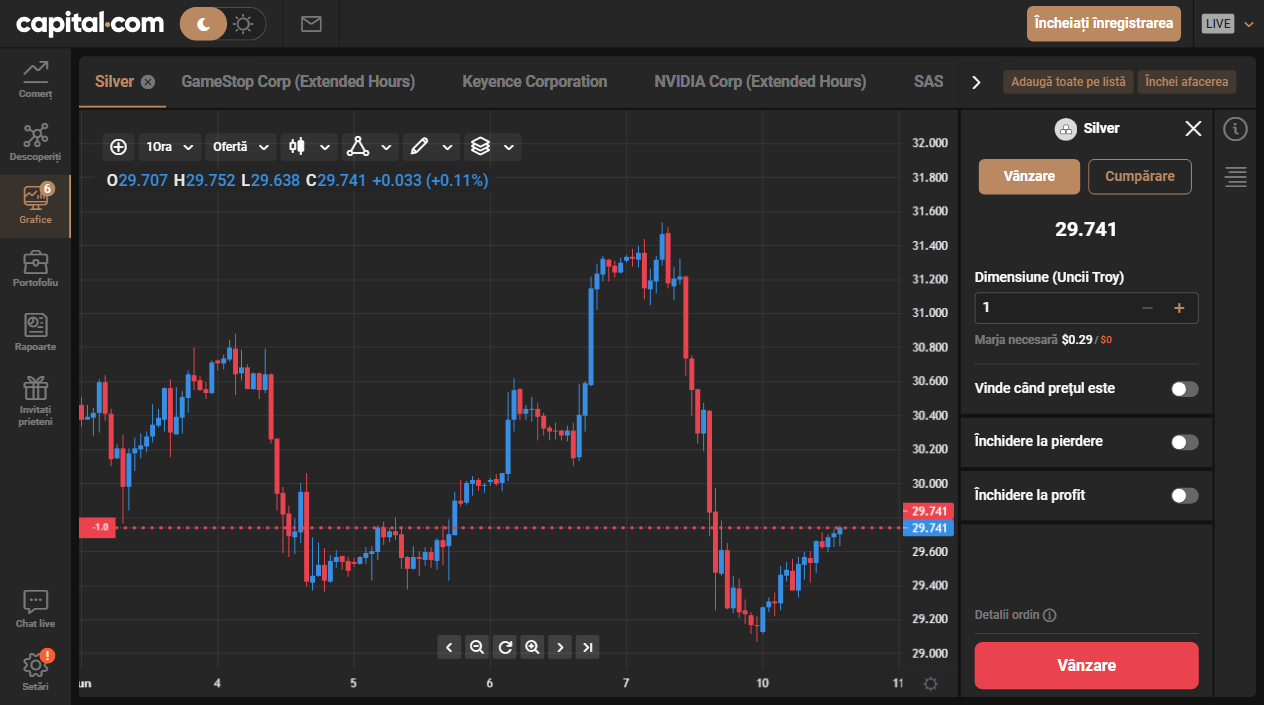 capital.com
Încheiați înregistrarea
LIVE
Comerț
Descoperiți
6
Grafice
Portofoliu
Rapoarte
Invitați
prieteni
Chat live
!
Setări
Silver
GameStop Corp (Extended Hours)
Keyence Corporation
NVIDIA Corp (Extended Hours)
SAS
Adaugă toate pe listă
Închei afacerea
1Ora
Ofertă
O29.707 H29.752 L29.638 C29.741 +0.033 (+0.11%)
32.000
31.800
31.600
31.400
31.200
31.000
30.800
30.600
30.400
30.200
30.000
29.741
29.741
29.600
29.400
29.200
29.000
-1.0
un
4
5
6
7
10
11
Silver
Vânzare
Cumpărare
29.741
Dimensiune (Uncii Troy)
1
Marja necesară $0.29 / $0
Vinde când prețul este
Închidere la pierdere
Închidere la profit
Detalii ordin
Vânzare